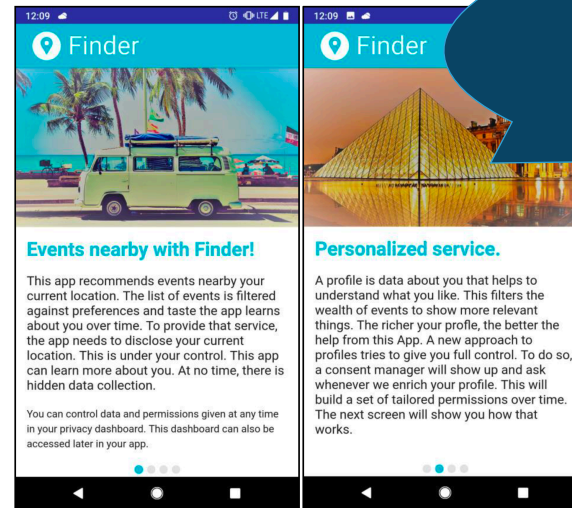 12:09 LTE
Finder
Events nearby with Finder!
This app recommends events nearby your
current location. The list of events is filtered
against preferences and taste the app learns
about you over time. To provide that service,
the app needs to disclose your current
location. This is under your control. This app
can learn more about you. At no time, there is
hidden data collection.
You can control data and permissions given at any time
in your privacy dashboard. This dashboard can also be
accessed later in your app.
12:09
Finder
Personalized service.
A profile is data about you that helps to
understand what you like. This filters the
wealth of events to show more relevant
things. The richer your profle, the better the
help from this App. A new approach to
profiles tries to give you full control. To do so,
a consent manager will show up and ask
whenever we enrich your profile. This will
build a set of tailored permissions over time.
The next screen will show you how that
works.